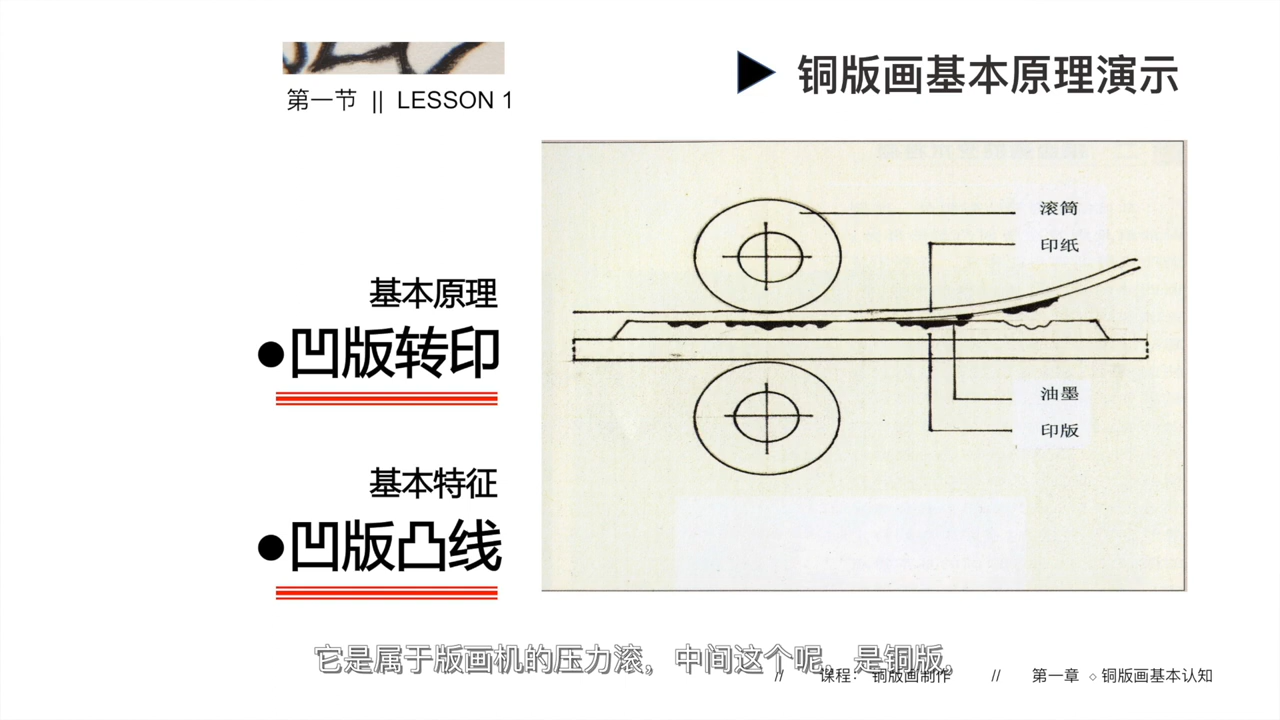 第一节 || LESSON 1
铜版画基本原理演示
基本原理
●凹版转印
基本特征
●凹版凸线
滚筒
印纸
油墨
印版
它是属于版画机的压力滚，中间这个呢，是铜版，
// 课程：铜版画制作 // 第一章 ◇ 铜版画基本认知